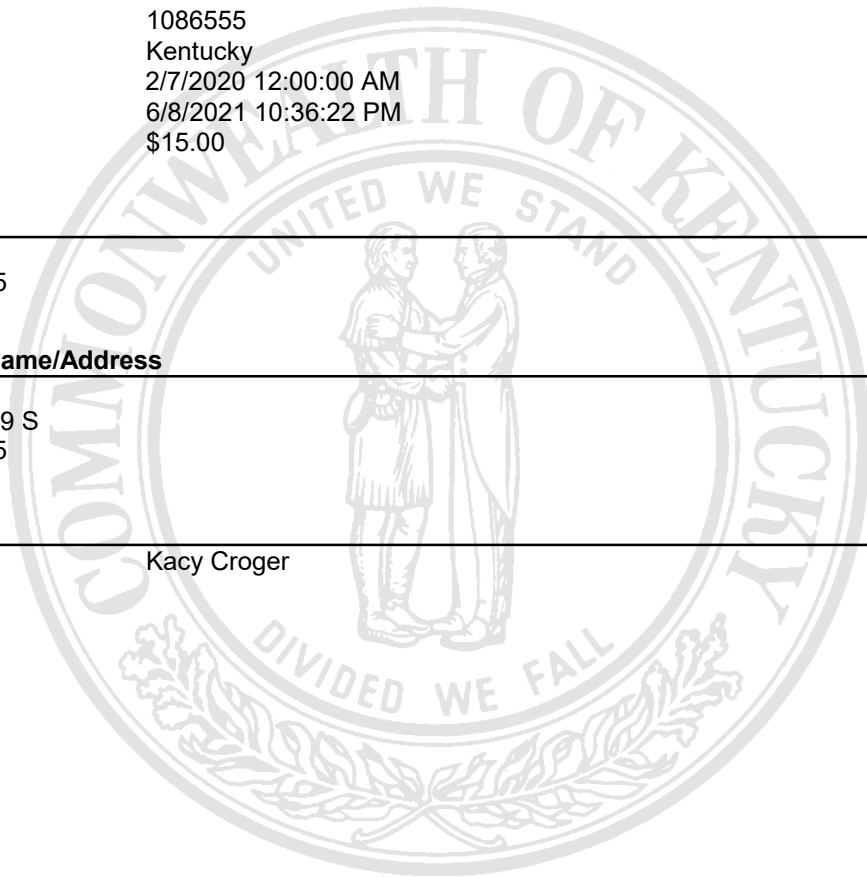 1086555
Kentucky
2/7/2020 12:00:00 AM
6/8/2021 10:36:22 PM
$15.00
COMMONWEALTH OF KENTUCKY
UNITED WE STAND
5
ame/Address
9 S
5
Kacy Croger
DIVIDED WE FALL